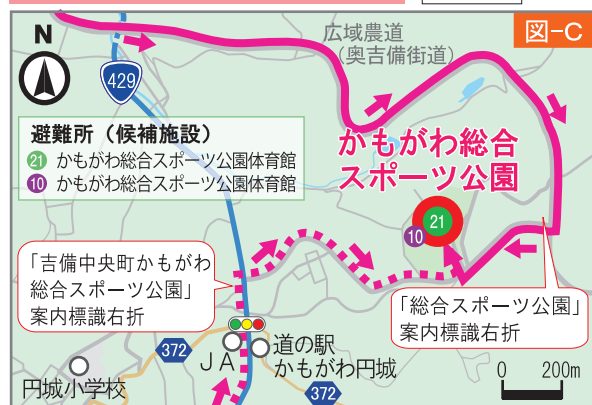 図-C
N
広域農道
（奥吉備街道）
429
避難所（候補施設）
21 かもがわ総合スポーツ公園体育館
10 かもがわ総合スポーツ公園体育館
かもがわ総合
スポーツ公園
21
10
「吉備中央町かもがわ
総合スポーツ公園」
案内標識右折
「総合スポーツ公園」
案内標識右折
372
JA
道の駅
かもがわ円城
円城小学校
372
0 200m